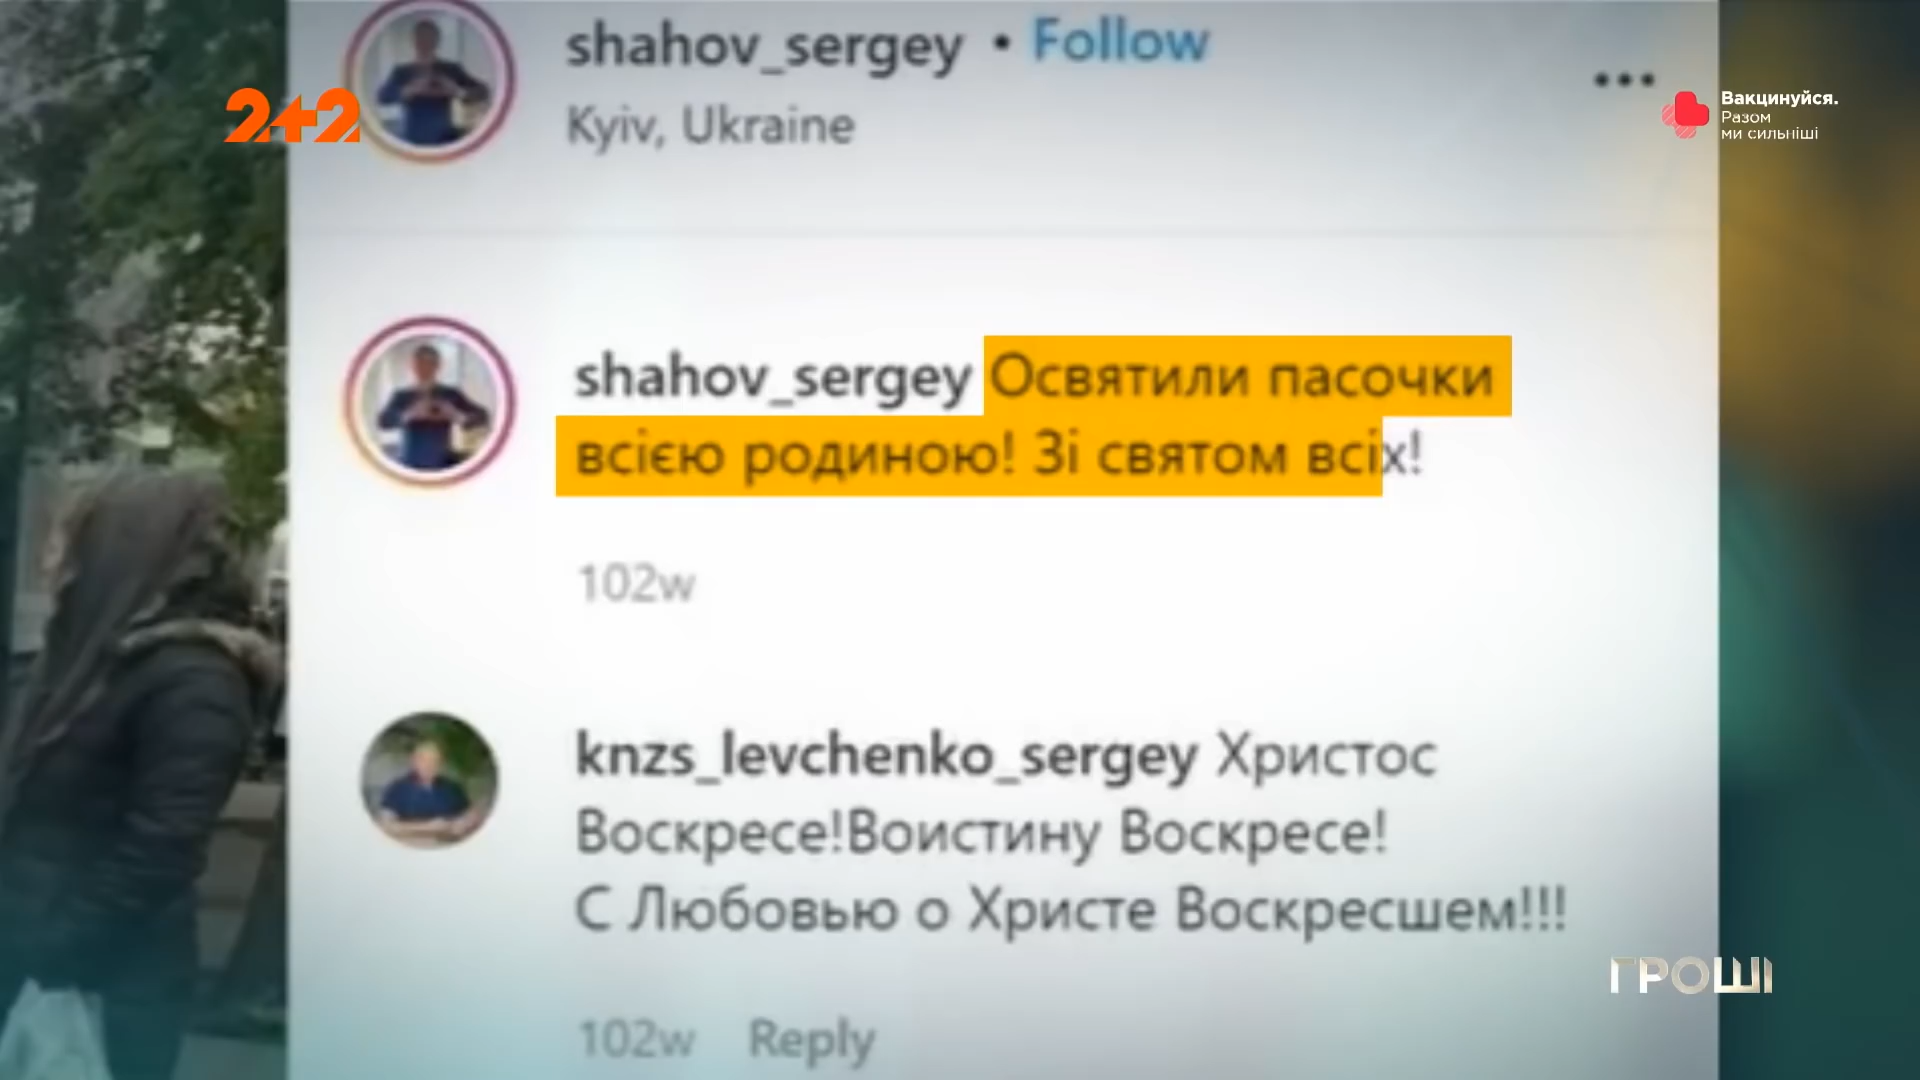 shahov_sergey • Follow
Kyiv, Ukraine
2+2
Вакцинуйся.
Разом
ми сильніші
shahov_sergey Освятили пасочки
всією родиною! Зі святом всіх!
102w
knzs_levchenko_sergey Христос
Воскресе!Воистину Воскресе!
С Любовью о Христе Воскресшем!!!
102w Reply
ГРОШІ